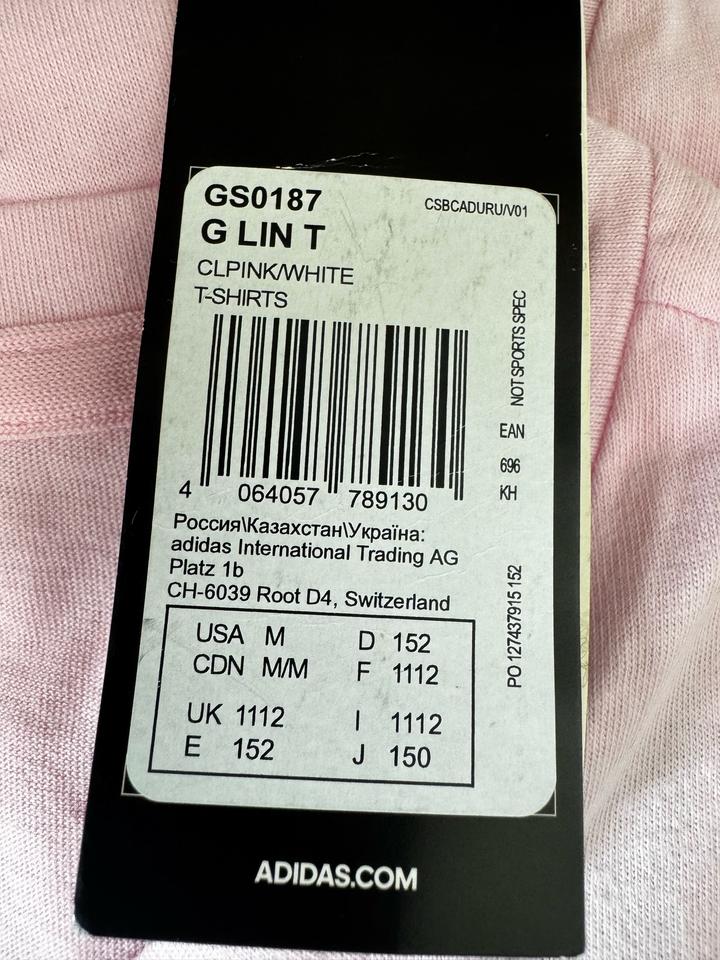 GS0187
CSBCADURU/V01
G LIN T
CLPINK/WHITE
T-SHIRTS
NOT SPORTS SPEC
EAN
696
KH
4 064057 789130
Россия\Казахстан\Україна:
adidas International Trading AG
Platz 1b
CH-6039 Root D4, Switzerland
PO 127437915 152
USA M D 152
CDN M/M F 1112
UK 1112 I 1112
E 152 J 150
ADIDAS.COM